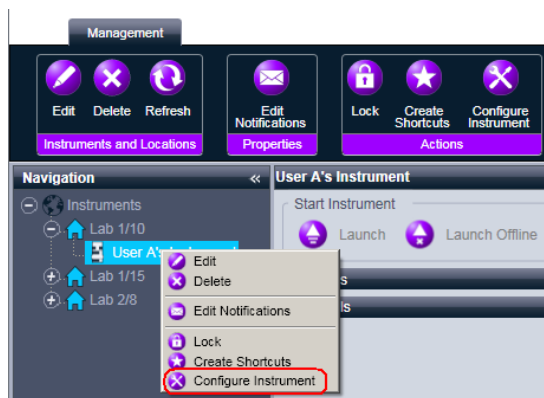 Management
Edit
Delete
Refresh
Edit
Notifications
Lock
Create
Shortcuts
Configure
Instrument
Instruments and Locations
Properties
Actions
Navigation
«
User A's Instrument
Instruments
Start Instrument
Lab 1/10
Launch
Launch Offline
User A's
Lab 1/15
Lab 2/8
Edit
Delete
Edit Notifications
Lock
Create Shortcuts
Configure Instrument